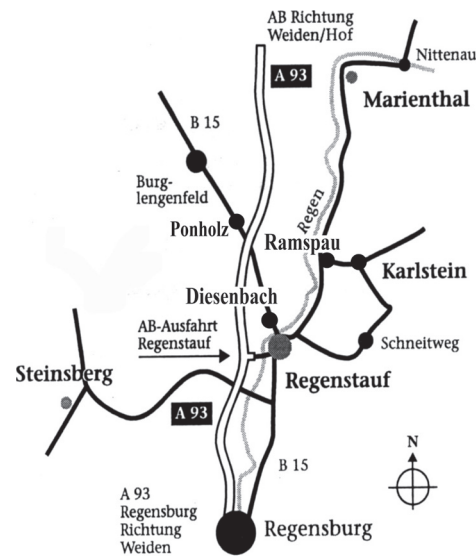 AB Richtung
Weiden/Hof
A 93
Nittenau
Marienthal
B 15
Burg-
lengenfeld
Ponholz
Regen
Ramspau
Karlstein
Diesenbach
AB-Ausfahrt
Regenstauf
Schneitweg
Steinsberg
Regenstauf
A 93
N
B 15
A 93
Regensburg
Richtung
Weiden
Regensburg